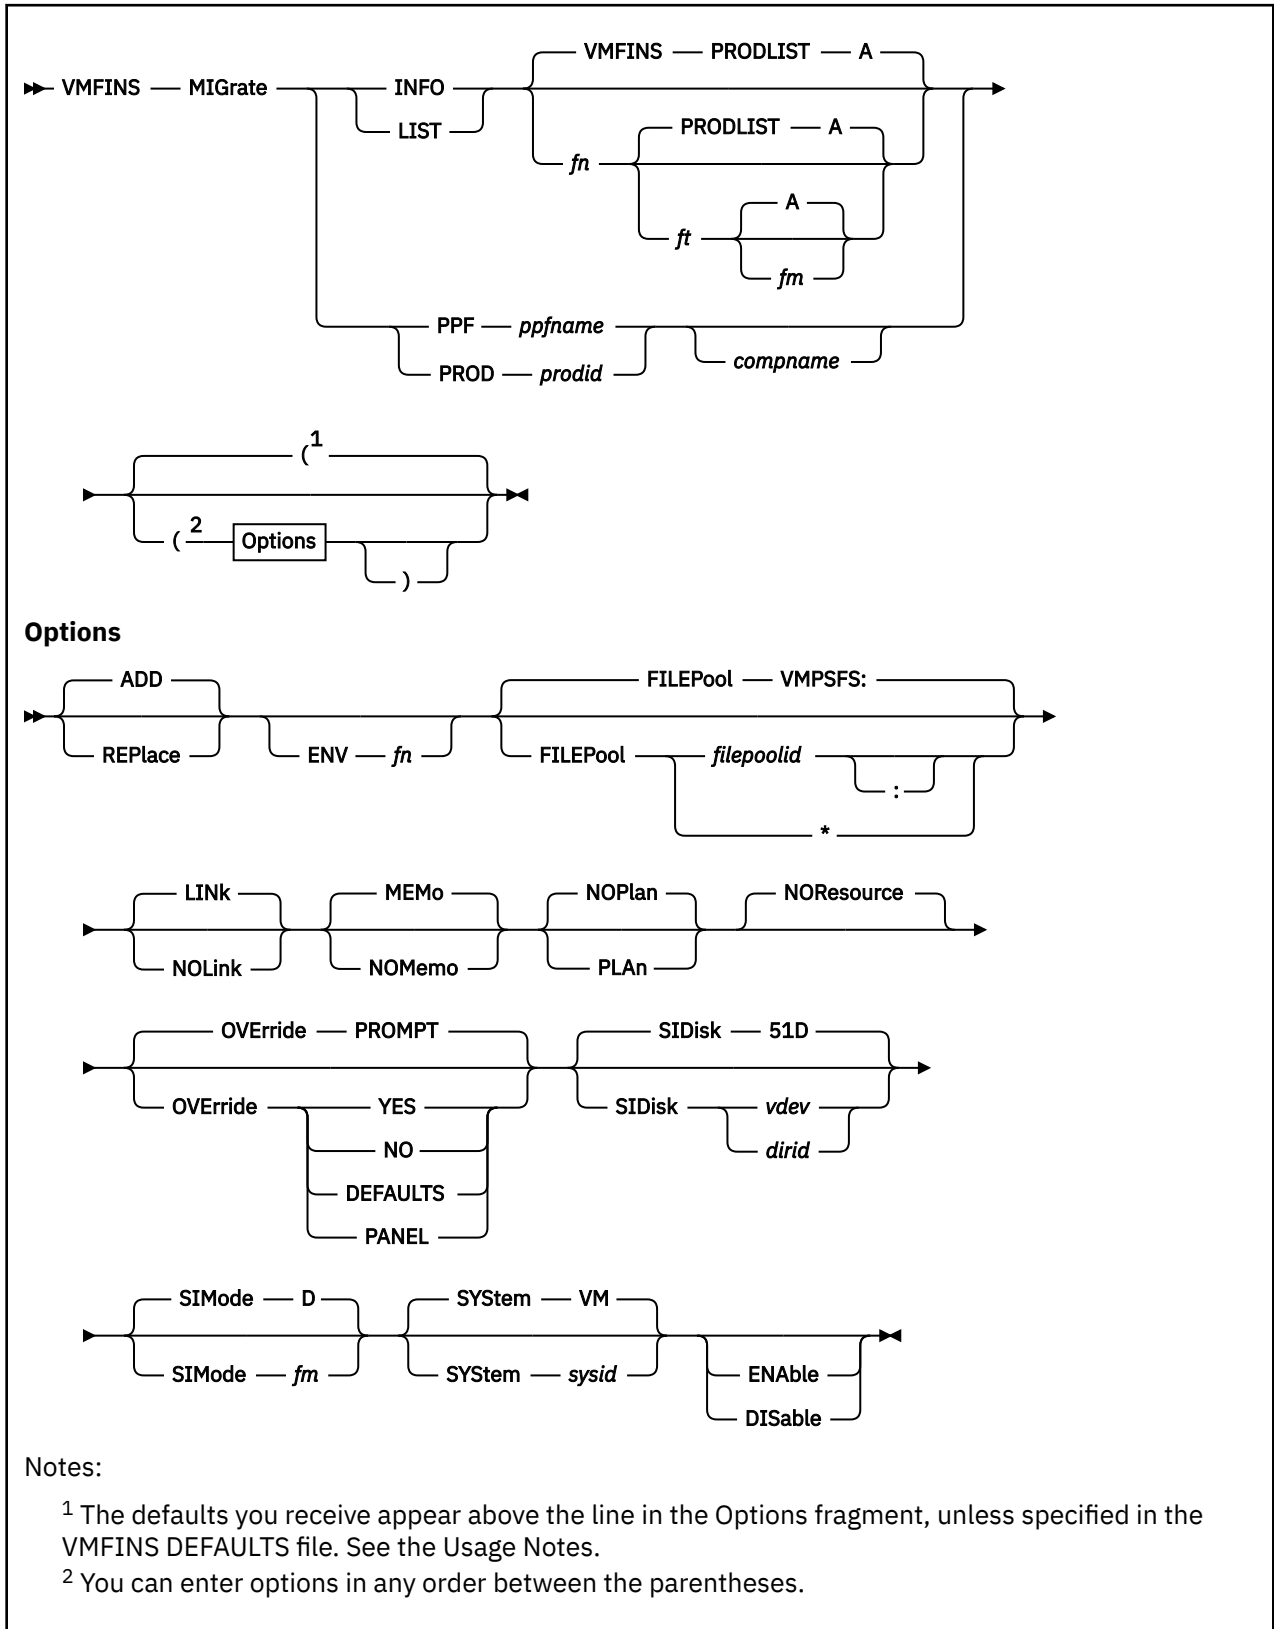 VMFINS PRODLIST A
VMFINS MIGrate INFO
PRODLIST A
LIST
fn
A
ft
fm
PPF ppfname
PROD prodid compname
( 1
( 2 Options
)
Options
ADD FILEPool VMPSFS:
REPlace ENV fn FILEPool filepoolid
:
*
LINk MEMo NOPlan NOResource
NOLink NOMemo PLAn
OVErride PROMPT SIDisk 51D
OVErride YES SIDisk vdev
NO dirid
DEFAULTS
PANEL
SIMode D SYStem VM
SIMode fm SYStem sysid ENAble
DISable
Notes:
1 The defaults you receive appear above the line in the Options fragment, unless specified in the
VMFINS DEFAULTS file. See the Usage Notes.
2 You can enter options in any order between the parentheses.